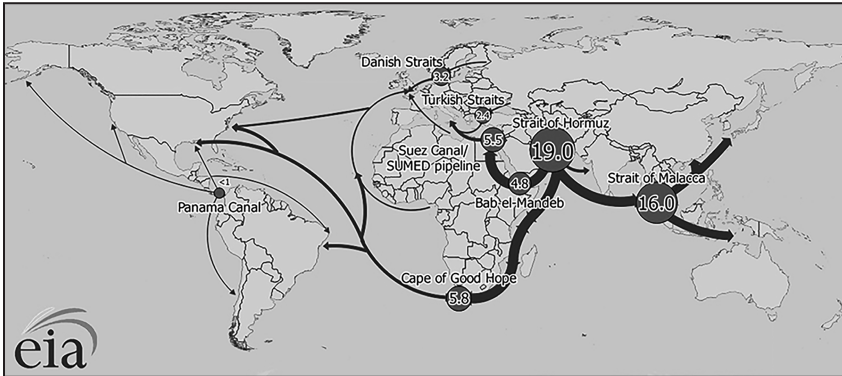 Danish Straits
3.2
Turkish Straits
2.4
Strait of Hormuz
5.5
19.0
Suez Canal/
SUMED pipeline
4.8
Bab el-Mandeb
Strait of Malacca
16.0
<1
Panama Canal
Cape of Good Hope
5.8
eia